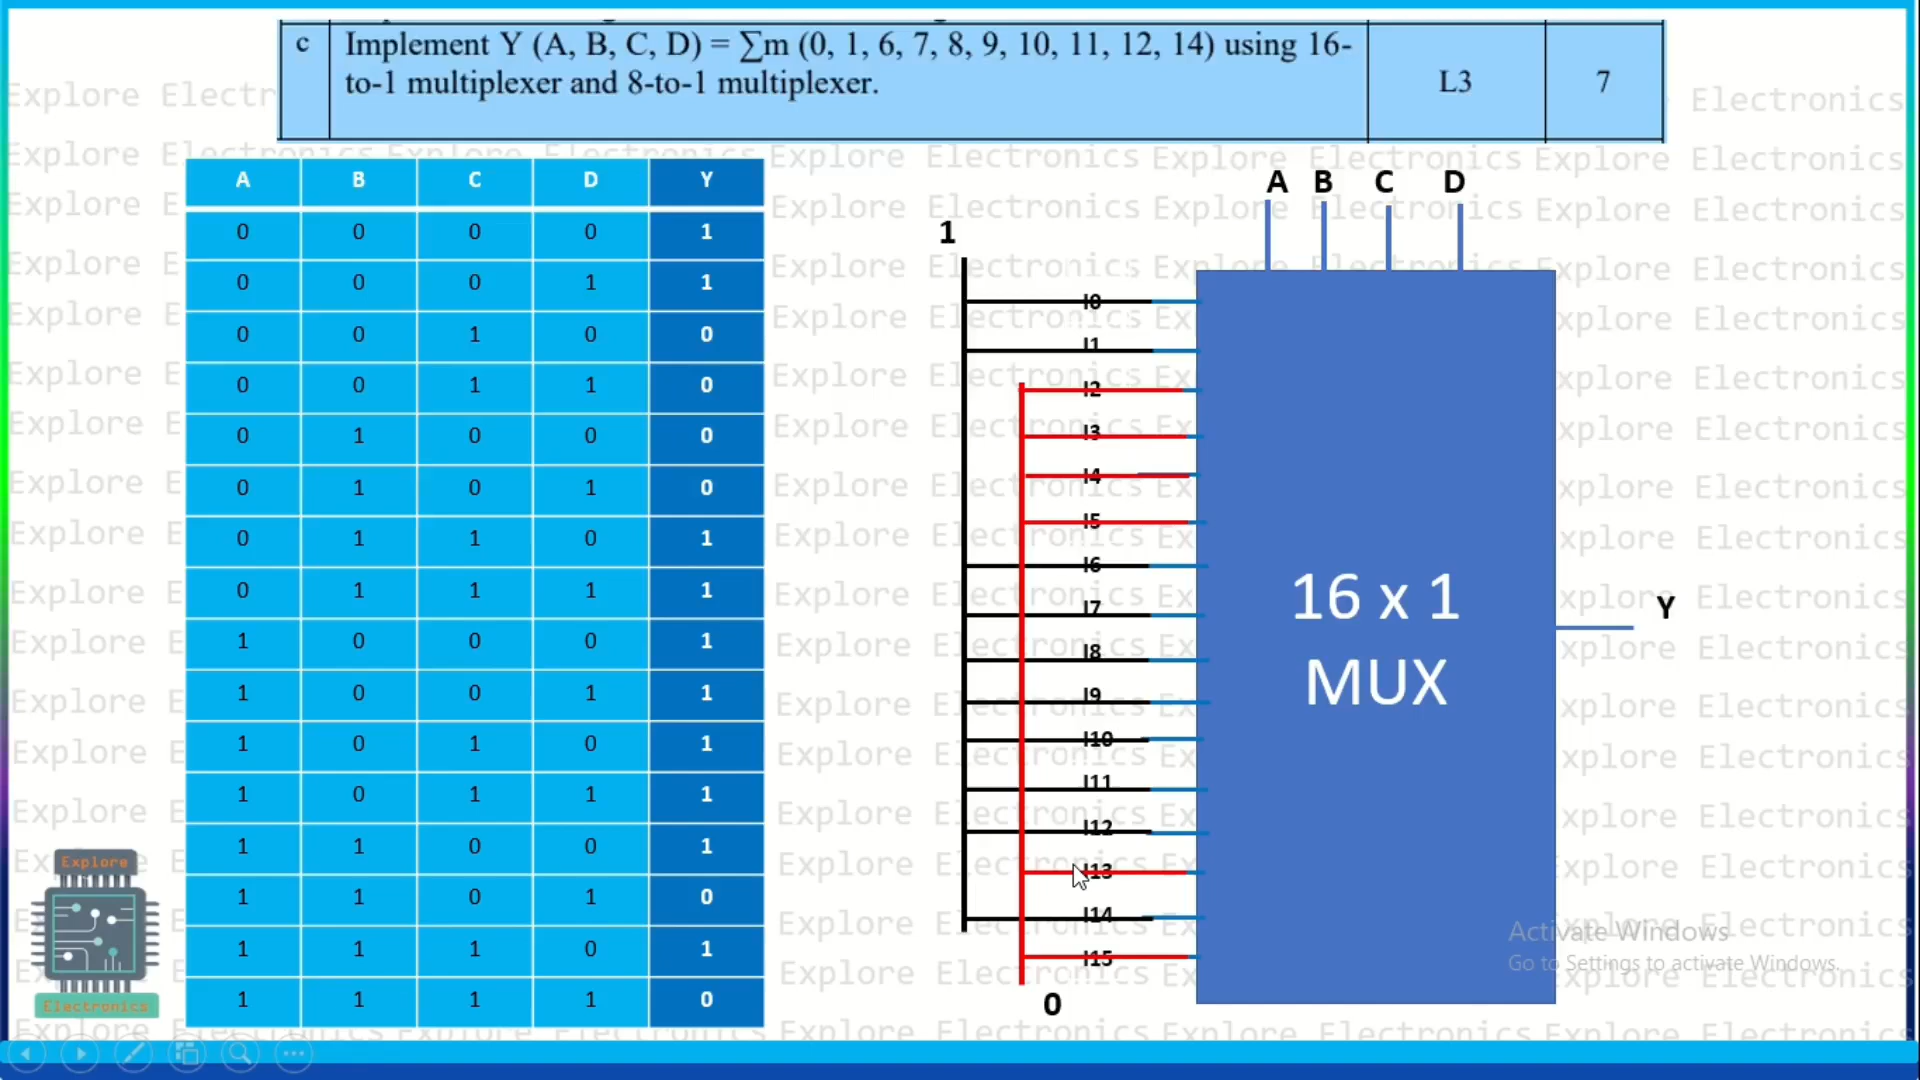 c
Implement Y (A, B, C, D) = ∑m (0, 1, 6, 7, 8, 9, 10, 11, 12, 14) using 16-
to-1 multiplexer and 8-to-1 multiplexer.
L3
7
A B C D Y
0 0 0 0 1
0 0 0 1 1
0 0 1 0 0
0 0 1 1 0
0 1 0 0 0
0 1 0 1 0
0 1 1 0 1
0 1 1 1 1
1 0 0 0 1
1 0 0 1 1
1 0 1 0 1
1 0 1 1 1
1 1 0 0 1
1 1 0 1 0
1 1 1 0 1
1 1 1 1 0
A B C D
1
I0
I1
I2
I3
I4
I5
I6
I7
I8
I9
I10
I11
I12
I13
I14
I15
0
16 x 1
MUX
Y
Explore
Electronics
Activate Windows
Go to Settings to activate Windows.